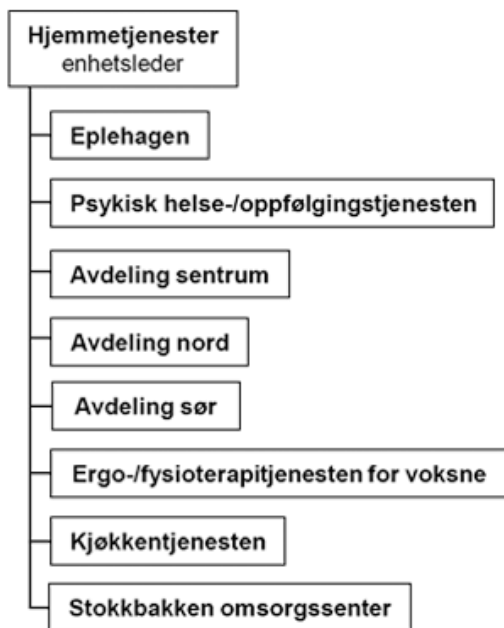 Hjemmetjenester
enhetsleder
Eplehagen
Psykisk helse-/oppfølgingstjenesten
Avdeling sentrum
Avdeling nord
Avdeling sør
Ergo-/fysioterapitjenesten for voksne
Kjøkkentjenesten
Stokkbakken omsorgssenter